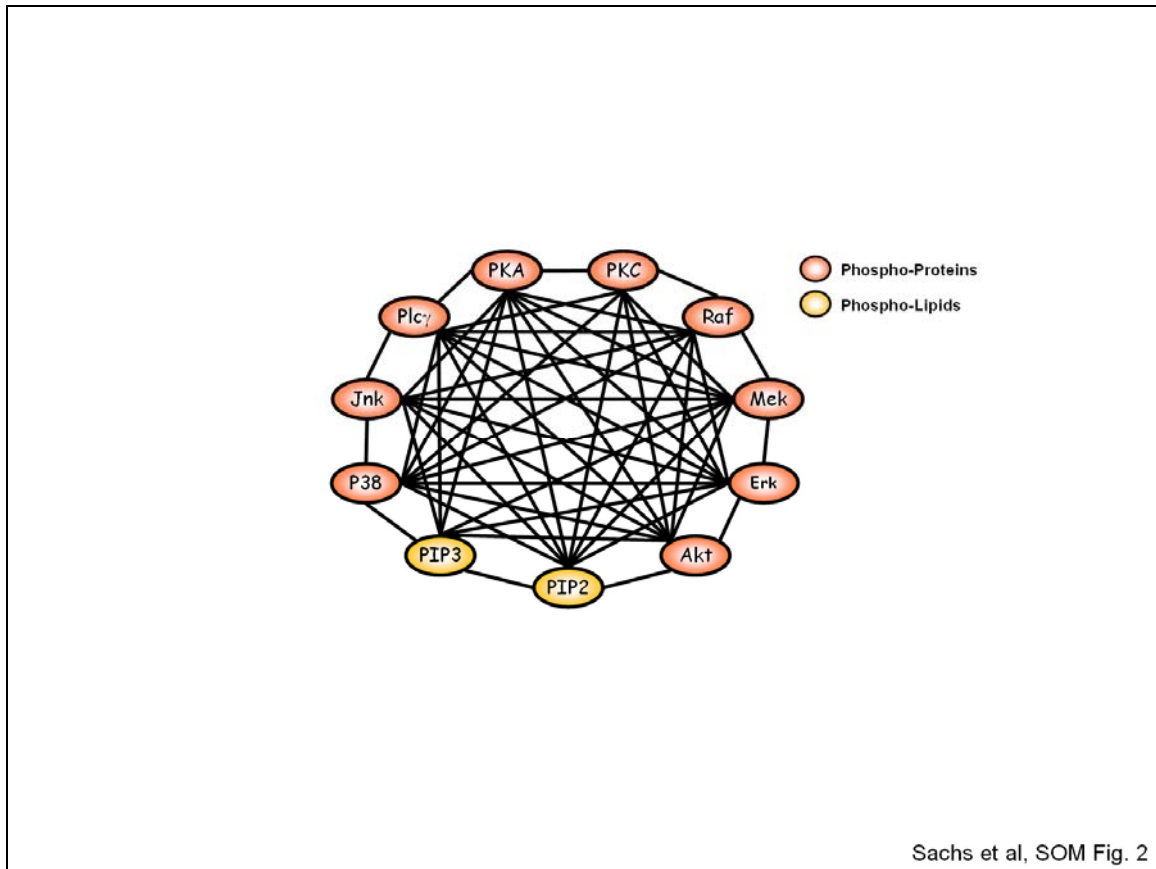 PKA
PKC
Phospho-Proteins
Phospho-Lipids
Plcγ
Raf
Jnk
Mek
P38
Erk
PIP3
Akt
PIP2
Sachs et al, SOM Fig. 2